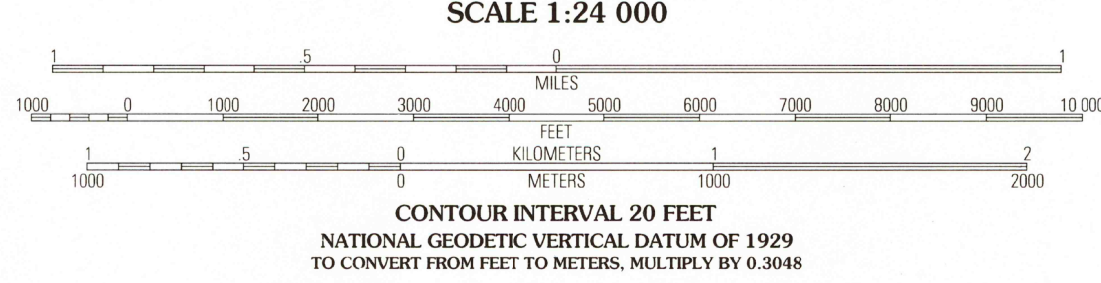 SCALE 1:24 000
1 .5 0 1
MILES
1000 0 1000 2000 3000 4000 5000 6000 7000 8000 9000 10 000
FEET
1 .5 0 KILOMETERS 1 2
1000 0 METERS 1000 2000
CONTOUR INTERVAL 20 FEET
NATIONAL GEODETIC VERTICAL DATUM OF 1929
TO CONVERT FROM FEET TO METERS, MULTIPLY BY 0.3048